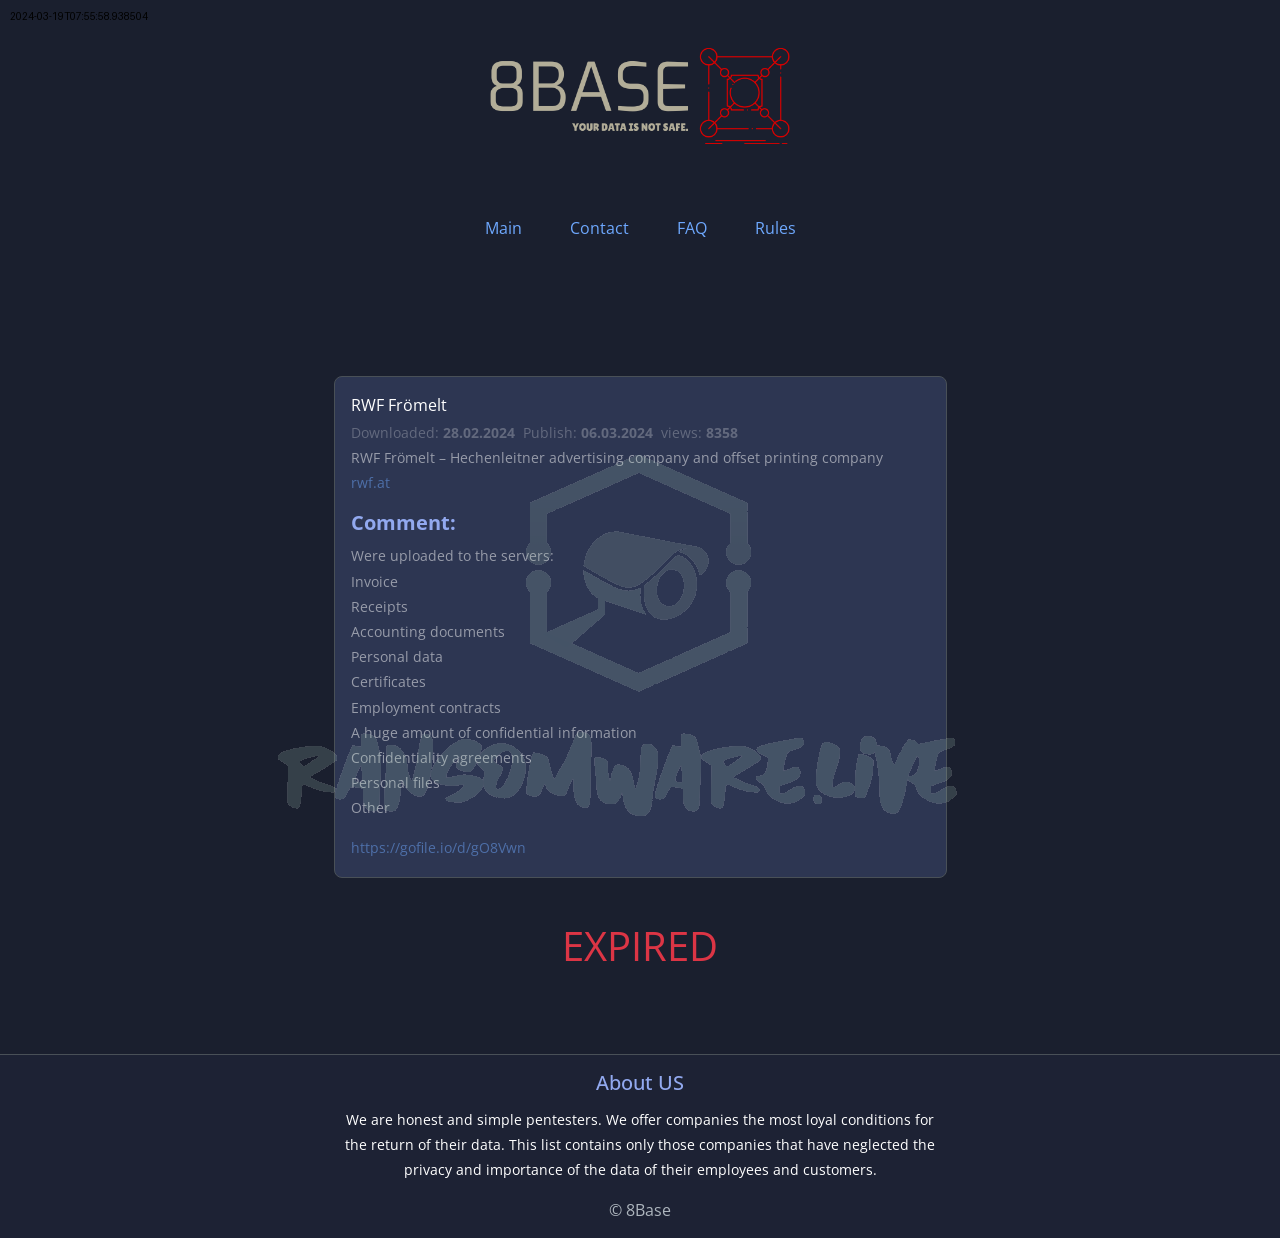 2024-03-19T07:55:58.938504
8BASE
YOUR DATA IS NOT SAFE.
Main Contact FAQ Rules
RWF Frömelt
Downloaded: 28.02.2024 Publish: 06.03.2024 views: 8358
RWF Frömelt – Hechenleitner advertising company and offset printing company
rwf.at
Comment:
Were uploaded to the servers:
Invoice
Receipts
Accounting documents
Personal data
Certificates
Employment contracts
A huge amount of confidential information
RANSOMWARE.LIVE
Confidentiality agreements
Personal files
Other
https://gofile.io/d/gO8Vwn
EXPIRED
About US
We are honest and simple pentesters. We offer companies the most loyal conditions for
the return of their data. This list contains only those companies that have neglected the
privacy and importance of the data of their employees and customers.
© 8Base